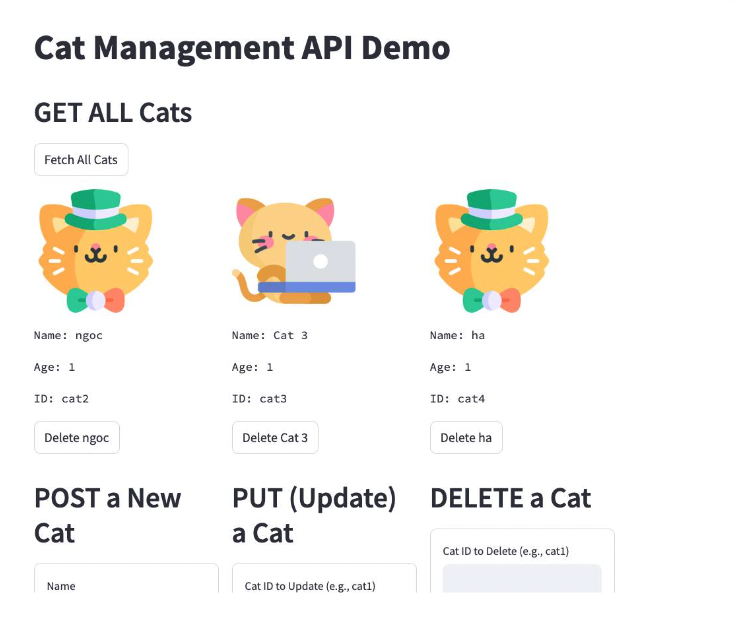 Cat Management API Demo
GET ALL Cats
Fetch All Cats
Name: ngoc
Age: 1
ID: cat2
Delete ngoc
Name: Cat 3
Age: 1
ID: cat3
Delete Cat 3
Name: ha
Age: 1
ID: cat4
Delete ha
POST a New
Cat
Name
PUT (Update)
a Cat
Cat ID to Update (e.g., cat1)
DELETE a Cat
Cat ID to Delete (e.g., cat1)